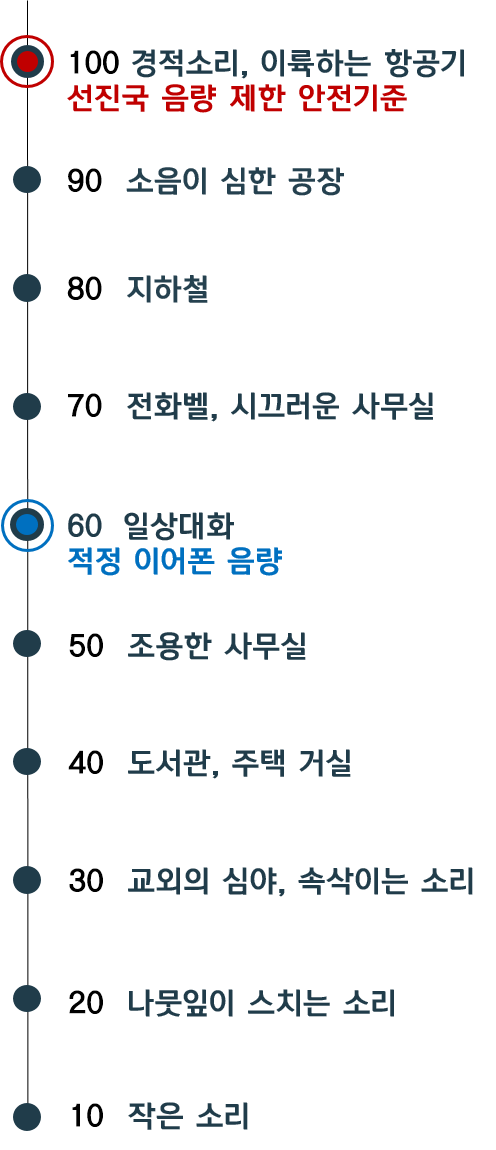 100 경적소리, 이륙하는 항공기
선진국 음량 제한 안전기준
90 소음이 심한 공장
80 지하철
70 전화벨, 시끄러운 사무실
60 일상대화
적정 이어폰 음량
50 조용한 사무실
40 도서관, 주택 거실
30 교외의 심야, 속삭이는 소리
20 나뭇잎이 스치는 소리
10 작은 소리